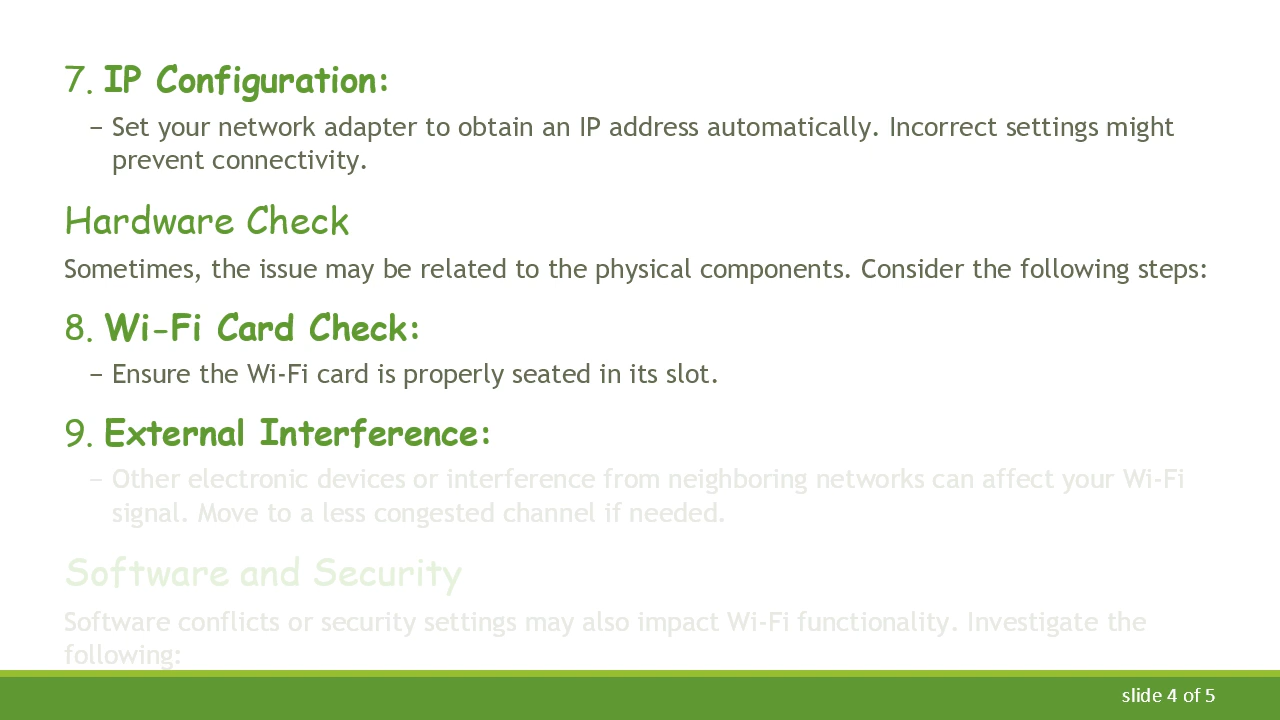 7. IP Configuration:
– Set your network adapter to obtain an IP address automatically. Incorrect settings might
prevent connectivity.
Hardware Check
Sometimes, the issue may be related to the physical components. Consider the following steps:
8. Wi-Fi Card Check:
– Ensure the Wi-Fi card is properly seated in its slot.
9. External Interference:
– Other electronic devices or interference from neighboring networks can affect your Wi-Fi
signal. Move to a less congested channel if needed.
Software and Security
Software conflicts or security settings may also impact Wi-Fi functionality. Investigate the
following:
slide 4 of 5